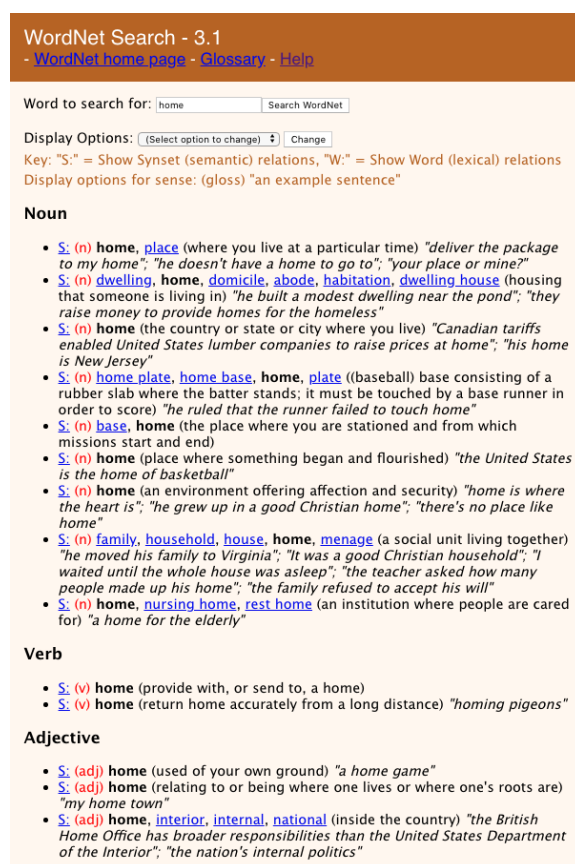 WordNet Search - 3.1
- WordNet home page - Glossary - Help
Word to search for: home Search WordNet
Display Options: (Select option to change) Change
Key: "S:" = Show Synset (semantic) relations, "W:" = Show Word (lexical) relations
Display options for sense: (gloss) "an example sentence"
Noun
• S: (n) home, place (where you live at a particular time) "deliver the package
to my home"; "he doesn't have a home to go to"; "your place or mine?"
• S: (n) dwelling, home, domicile, abode, habitation, dwelling house (housing
that someone is living in) "he built a modest dwelling near the pond"; "they
raise money to provide homes for the homeless"
• S: (n) home (the country or state or city where you live) "Canadian tariffs
enabled United States lumber companies to raise prices at home"; "his home
is New Jersey"
• S: (n) home plate, home base, home, plate ((baseball) base consisting of a
rubber slab where the batter stands; it must be touched by a base runner in
order to score) "he ruled that the runner failed to touch home"
• S: (n) base, home (the place where you are stationed and from which
missions start and end)
• S: (n) home (place where something began and flourished) "the United States
is the home of basketball"
• S: (n) home (an environment offering affection and security) "home is where
the heart is"; "he grew up in a good Christian home"; "there's no place like
home"
• S: (n) family, household, house, home, menage (a social unit living together)
"he moved his family to Virginia"; "It was a good Christian household"; "I
waited until the whole house was asleep"; "the teacher asked how many
people made up his home"; "the family refused to accept his will"
• S: (n) home, nursing home, rest home (an institution where people are cared
for) "a home for the elderly"
Verb
• S: (v) home (provide with, or send to, a home)
• S: (v) home (return home accurately from a long distance) "homing pigeons"
Adjective
• S: (adj) home (used of your own ground) "a home game"
• S: (adj) home (relating to or being where one lives or where one's roots are)
"my home town"
• S: (adj) home, interior, internal, national (inside the country) "the British
Home Office has broader responsibilities than the United States Department
of the Interior"; "the nation's internal politics"